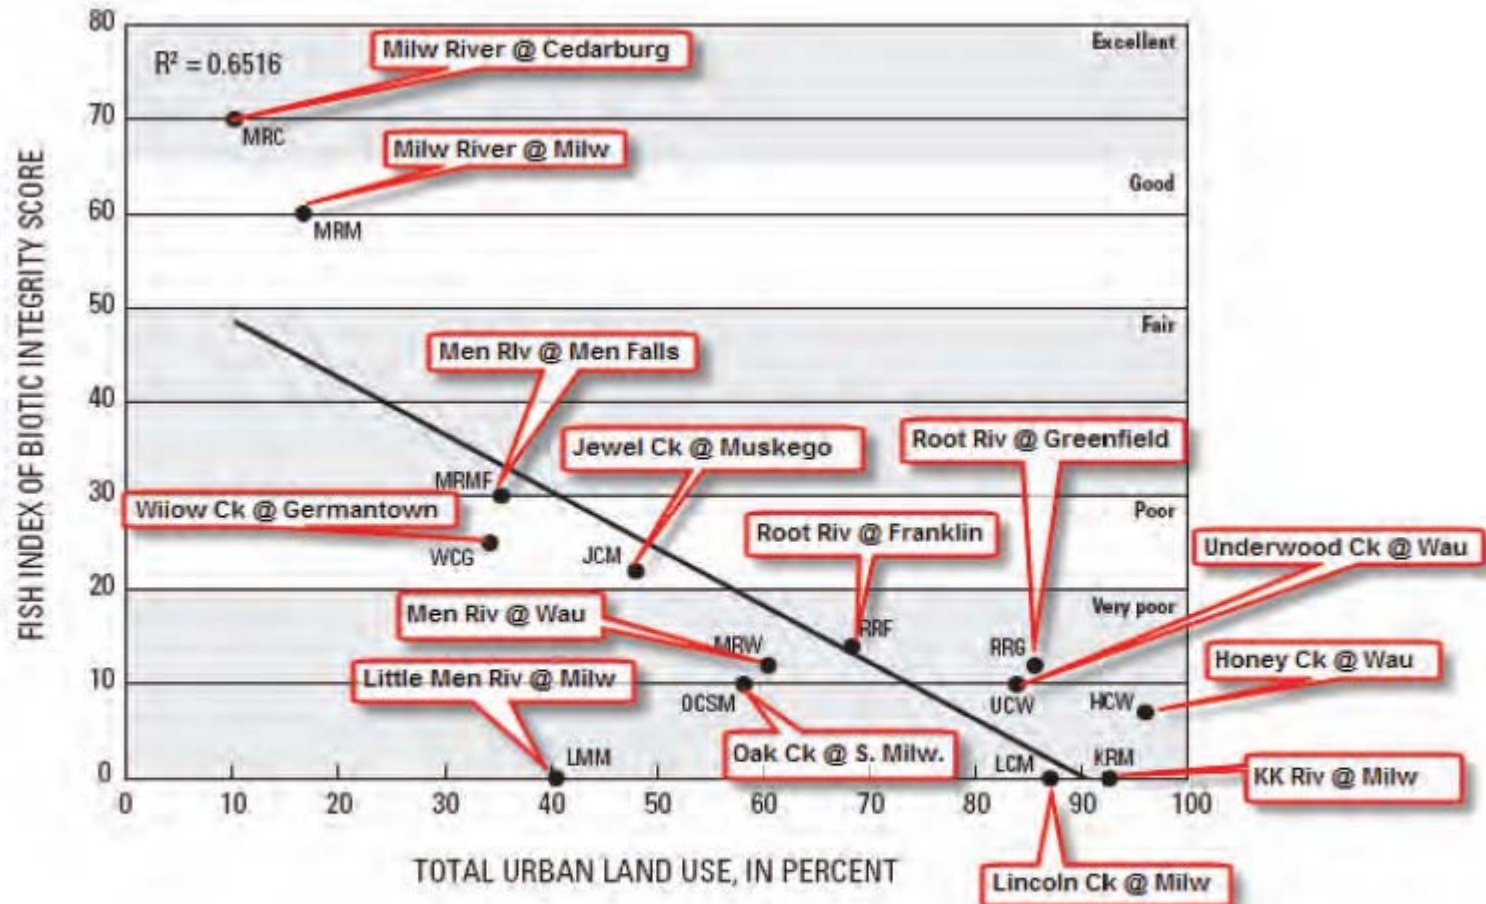 80
Excellent
R² = 0.6516
Milw River @ Cedarburg
70
MRC
Milw River @ Milw
Good
60
MRM
50
Fair
Men RIv @ Men Falls
40
Jewel Ck @ Muskego
Root Riv @ Greenfield
MRMF
30
Wiiow Ck @ Germantown
Poor
Root Riv @ Franklin
Underwood Ck @ Wau
WCG
JCM
20
Men Riv @ Wau
Very poor
MRW
RRF
RRG
Honey Ck @ Wau
Little Men Riv @ Milw
10
OCSM
UCW
HCW
Oak Ck @ S. Milw.
LMM
LCM
KRM
KK Riv @ Milw
0
0 10 20 30 40 50 60 70 80 90 100
FISH INDEX OF BIOTIC INTEGRITY SCORE
TOTAL URBAN LAND USE, IN PERCENT
Lincoln Ck @ Milw